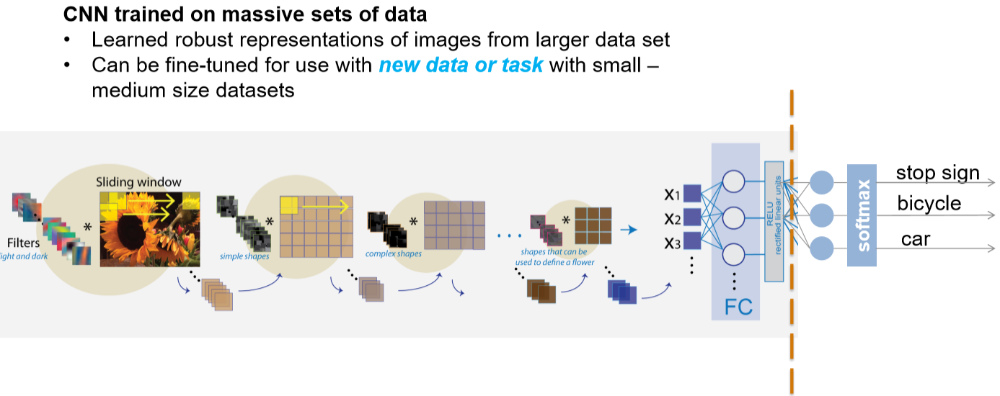 CNN trained on massive sets of data
• Learned robust representations of images from larger data set
• Can be fine-tuned for use with new data or task with small –
medium size datasets
Sliding window
Filters
light and dark
*
simple shapes
*
complex shapes
*
...
shapes that can be
used to define a flower
*
X1
X2
X3
FC
RELU
rectified linear units
softmax
stop sign
bicycle
car